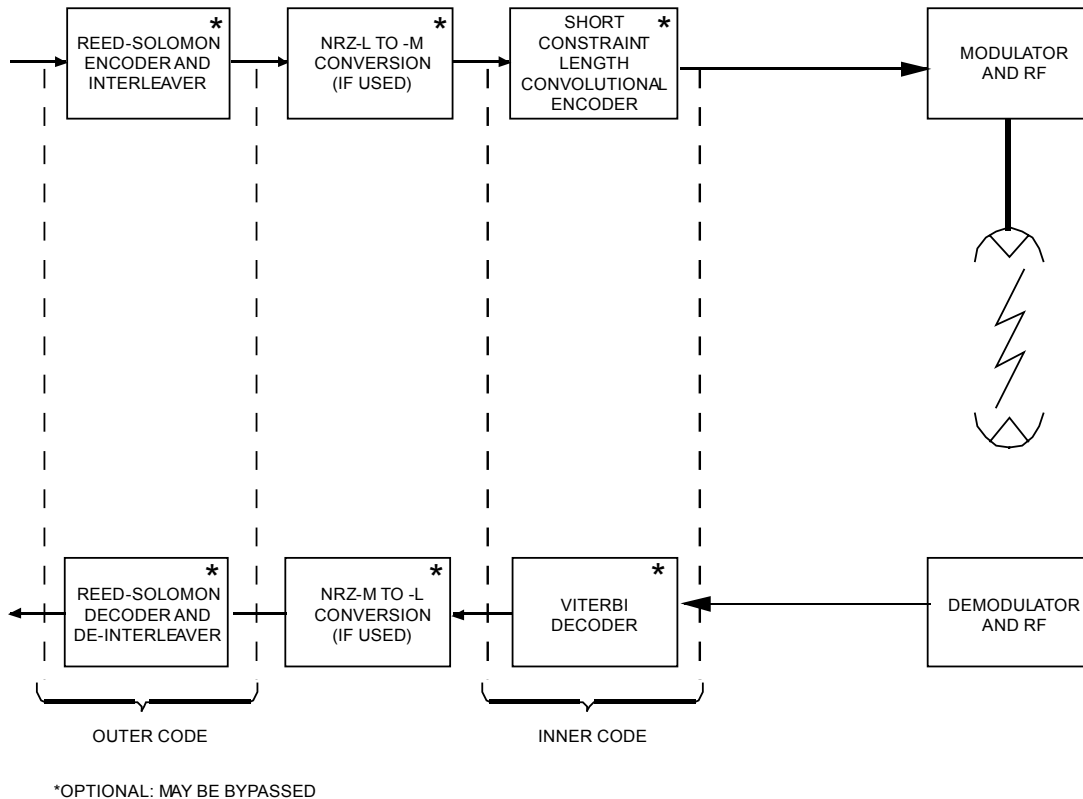 *
REED-SOLOMON
ENCODER AND
INTERLEAVER
*
NRZ-L TO -M
CONVERSION
(IF USED)
*
SHORT
CONSTRAINT
LENGTH
CONVOLUTIONAL
ENCODER
MODULATOR
AND RF
*
REED-SOLOMON
DECODER AND
DE-INTERLEAVER
*
NRZ-M TO -L
CONVERSION
(IF USED)
*
VITERBI
DECODER
DEMODULATOR
AND RF
OUTER CODE
INNER CODE
*OPTIONAL: MAY BE BYPASSED